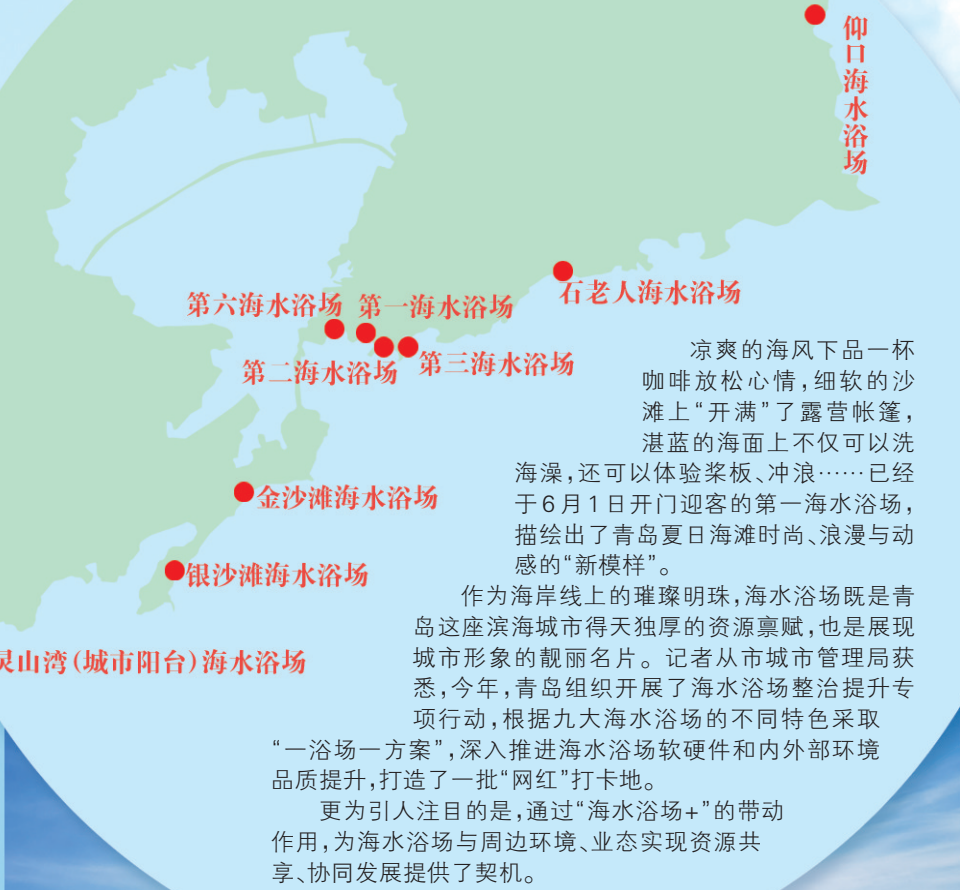 仰口海水浴场
石老人海水浴场
第六海水浴场
第一海水浴场
第二海水浴场
第三海水浴场
金沙滩海水浴场
银沙滩海水浴场
灵山湾(城市阳台)海水浴场
凉爽的海风下品一杯
咖啡放松心情,细软的沙
滩上“开满”了露营帐篷,
湛蓝的海面上不仅可以洗
海澡,还可以体验桨板、冲浪……已经
于6月1日开门迎客的第一海水浴场,
描绘出了青岛夏日海滩时尚、浪漫与动
感的“新模样”。
作为海岸线上的璀璨明珠,海水浴场既是青
岛这座滨海城市得天独厚的资源禀赋,也是展现
城市形象的靓丽名片。记者从市城市管理局获
悉,今年,青岛组织开展了海水浴场整治提升专
项行动,根据九大海水浴场的不同特色采取
“一浴场一方案”,深入推进海水浴场软硬件和内外部环境
品质提升,打造了一批“网红”打卡地。
更为引人注目的是,通过“海水浴场+”的带动
作用,为海水浴场与周边环境、业态实现资源共
享、协同发展提供了契机。